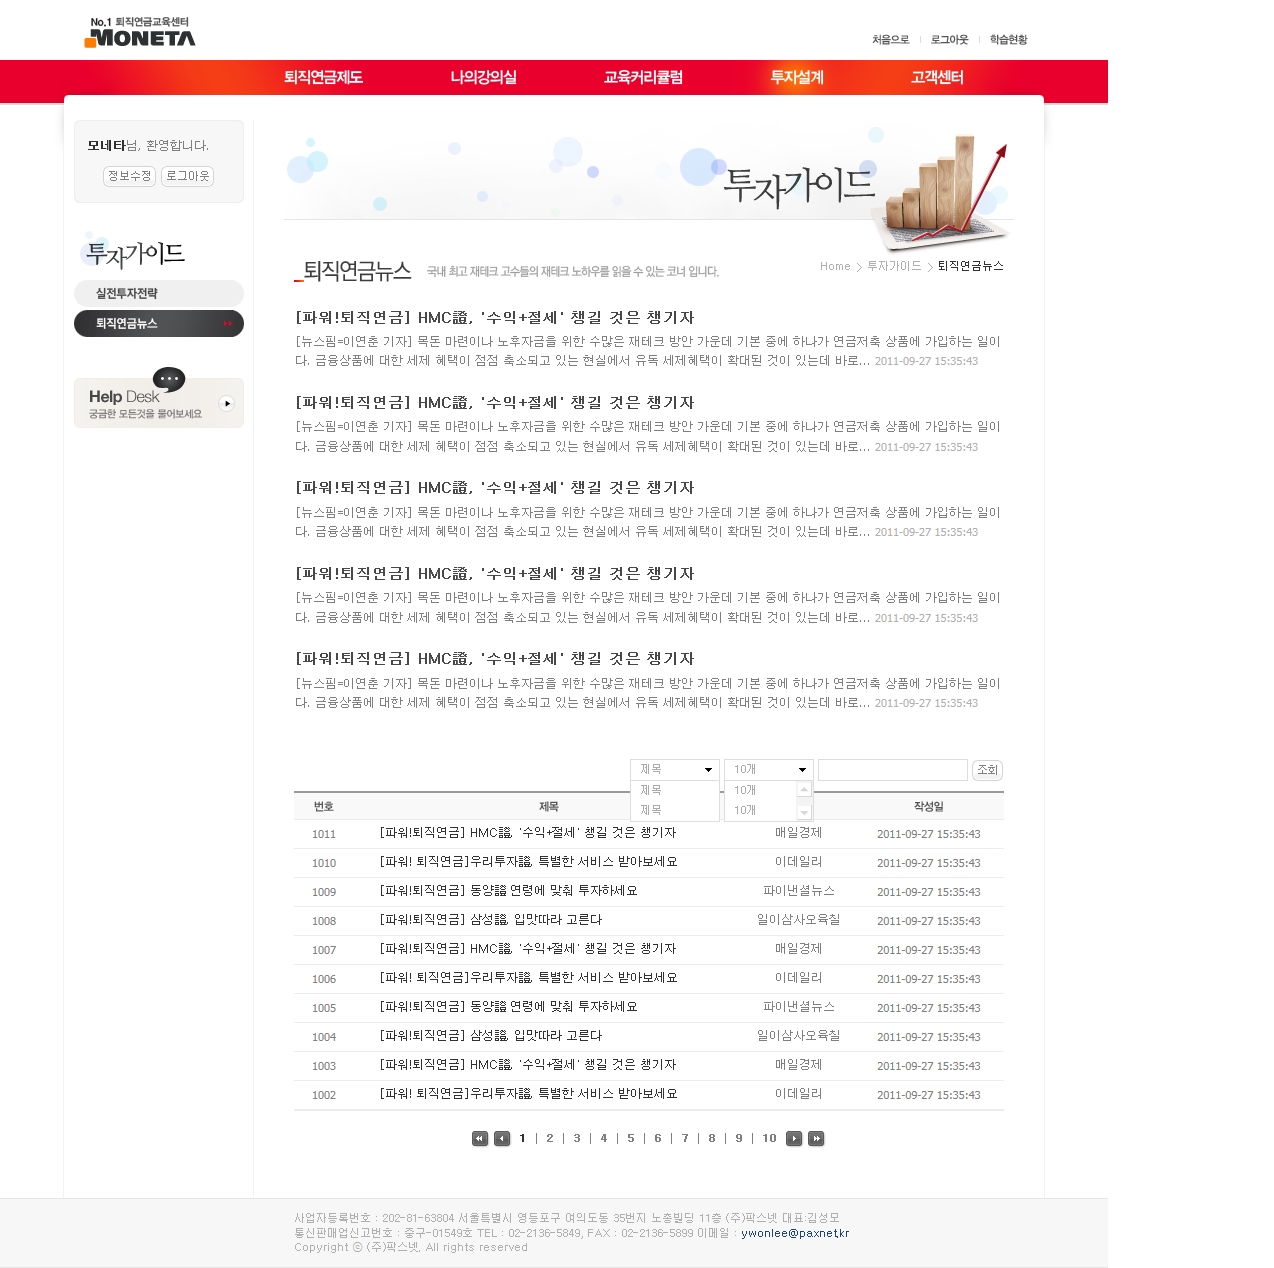 No.1 퇴직연금교육센터
MONETA
처음으로 로그아웃 학습현황
퇴직연금제도 나의강의실 교육커리큘럼 투자설계 고객센터
모네타님, 환영합니다.
정보수정 로그아웃
투자가이드
투자가이드
실전투자전략
퇴직연금뉴스
Help Desk
궁금한 모든것을 물어보세요
퇴직연금뉴스 국내 최고 재테크 고수들의 재테크 노하우를 읽을 수 있는 코너 입니다.
Home > 투자가이드 > 퇴직연금뉴스
[파워!퇴직연금] HMC證, '수익+절세' 챙길 것은 챙기자
[뉴스핌=이연춘 기자] 목돈 마련이나 노후자금을 위한 수많은 재테크 방안 가운데 기본 중에 하나가 연금저축 상품에 가입하는 일이
다. 금융상품에 대한 세제 혜택이 점점 축소되고 있는 현실에서 유독 세제혜택이 확대된 것이 있는데 바로... 2011-09-27 15:35:43
[파워!퇴직연금] HMC證, '수익+절세' 챙길 것은 챙기자
[뉴스핌=이연춘 기자] 목돈 마련이나 노후자금을 위한 수많은 재테크 방안 가운데 기본 중에 하나가 연금저축 상품에 가입하는 일이
다. 금융상품에 대한 세제 혜택이 점점 축소되고 있는 현실에서 유독 세제혜택이 확대된 것이 있는데 바로... 2011-09-27 15:35:43
[파워!퇴직연금] HMC證, '수익+절세' 챙길 것은 챙기자
[뉴스핌=이연춘 기자] 목돈 마련이나 노후자금을 위한 수많은 재테크 방안 가운데 기본 중에 하나가 연금저축 상품에 가입하는 일이
다. 금융상품에 대한 세제 혜택이 점점 축소되고 있는 현실에서 유독 세제혜택이 확대된 것이 있는데 바로... 2011-09-27 15:35:43
[파워!퇴직연금] HMC證, '수익+절세' 챙길 것은 챙기자
[뉴스핌=이연춘 기자] 목돈 마련이나 노후자금을 위한 수많은 재테크 방안 가운데 기본 중에 하나가 연금저축 상품에 가입하는 일이
다. 금융상품에 대한 세제 혜택이 점점 축소되고 있는 현실에서 유독 세제혜택이 확대된 것이 있는데 바로... 2011-09-27 15:35:43
[파워!퇴직연금] HMC證, '수익+절세' 챙길 것은 챙기자
[뉴스핌=이연춘 기자] 목돈 마련이나 노후자금을 위한 수많은 재테크 방안 가운데 기본 중에 하나가 연금저축 상품에 가입하는 일이
다. 금융상품에 대한 세제 혜택이 점점 축소되고 있는 현실에서 유독 세제혜택이 확대된 것이 있는데 바로... 2011-09-27 15:35:43
제목 10개 조회
제목 10개
제목 10개
번호 제목 작성일
1011 [파워!퇴직연금] HMC證, '수익+절세' 챙길 것은 챙기자 매일경제 2011-09-27 15:35:43
1010 [파워! 퇴직연금]우리투자證, 특별한 서비스 받아보세요 이데일리 2011-09-27 15:35:43
1009 [파워!퇴직연금] 동양證 연령에 맞춰 투자하세요 파이낸셜뉴스 2011-09-27 15:35:43
1008 [파워!퇴직연금] 삼성證, 입맛따라 고른다 일이삼사오육칠 2011-09-27 15:35:43
1007 [파워!퇴직연금] HMC證, '수익+절세' 챙길 것은 챙기자 매일경제 2011-09-27 15:35:43
1006 [파워! 퇴직연금]우리투자證, 특별한 서비스 받아보세요 이데일리 2011-09-27 15:35:43
1005 [파워!퇴직연금] 동양證 연령에 맞춰 투자하세요 파이낸셜뉴스 2011-09-27 15:35:43
1004 [파워!퇴직연금] 삼성證, 입맛따라 고른다 일이삼사오육칠 2011-09-27 15:35:43
1003 [파워!퇴직연금] HMC證, '수익+절세' 챙길 것은 챙기자 매일경제 2011-09-27 15:35:43
1002 [파워! 퇴직연금]우리투자證, 특별한 서비스 받아보세요 이데일리 2011-09-27 15:35:43
1 | 2 | 3 | 4 | 5 | 6 | 7 | 8 | 9 | 10
사업자등록번호 : 202-81-63804 서울특별시 영등포구 여의도동 35번지 노총빌딩 11층 (주)팍스넷 대표:김성모
통신판매업신고번호 : 중구-01549호 TEL : 02-2136-5849, FAX : 02-2136-5899 이메일 : ywonlee@paxnet.kr
Copyright ⓒ (주)팍스넷. All rights reserved